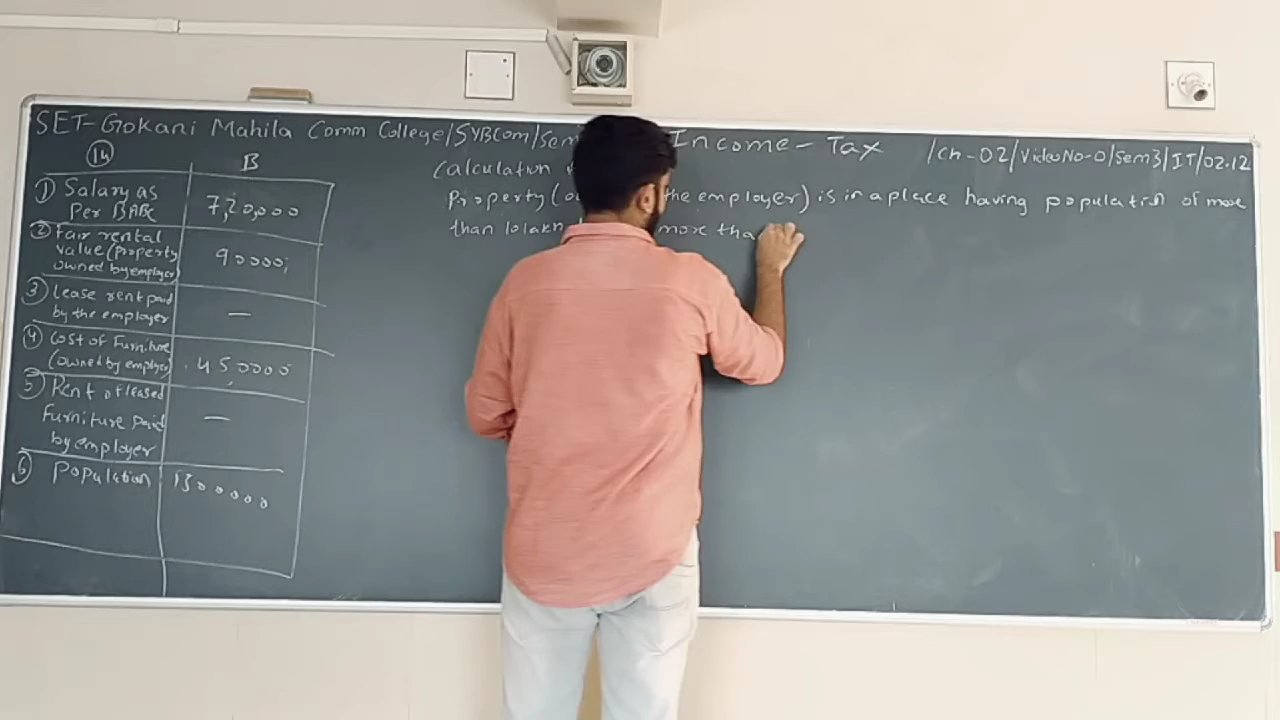 SET-Gokani Mahila Comm College/SYBCOM/Sem Income-Tax /Ch-02/Video No-0/Sem3/IT/02.12
14
B
1 Salary as
Per BABC
7,20,000
2 Fair rental
value (property
owned by employer)
90000;
3 Lease rent paid
by the employer
—
4 Cost of Furniture
(owned by employer)
4,50000
5 Rent of leased
Furniture paid
by employer
—
6 Population
1300000
Calculation
Property ( the employer) is in a place having population of more
than 10 lakh more tha